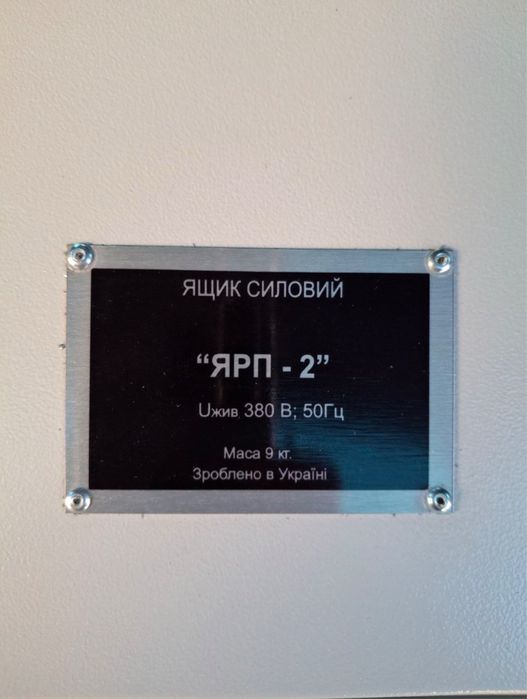 ЯЩИК СИЛОВИЙ
“ЯРП - 2”
Uжив 380 В; 50Гц
Маса 9 кг.
Зроблено в Україні